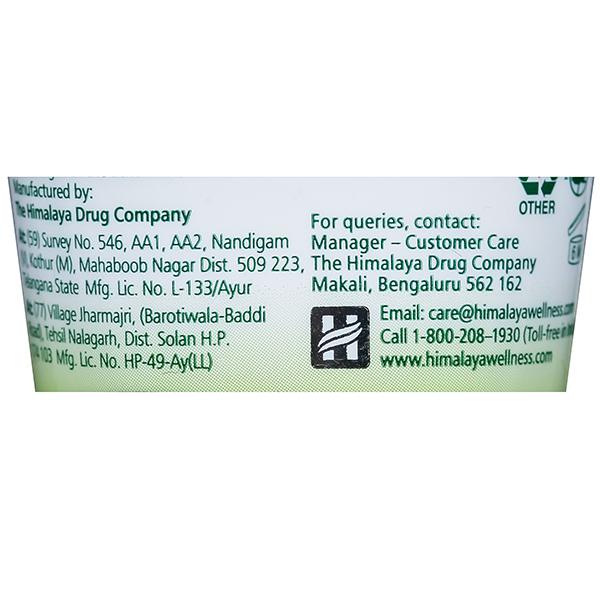 Manufactured by:
The Himalaya Drug Company
(59) Survey No. 546, AA1, AA2, Nandigam
Kothur (M), Mahaboob Nagar Dist. 509 223,
State Mfg. Lic. No. L-133/Ayur
(77) Village Jharmajri, (Barotiwala-Baddi
Tehsil Nalagarh, Dist. Solan H.P.
103 Mfg. Lic. No. HP-49-Ay(LL)
OTHER
For queries, contact:
Manager – Customer Care
The Himalaya Drug Company
Makali, Bengaluru 562 162
Email: care@himalayawellness.com
Call 1-800-208–1930 (Toll-free in
www.himalayawellness.com